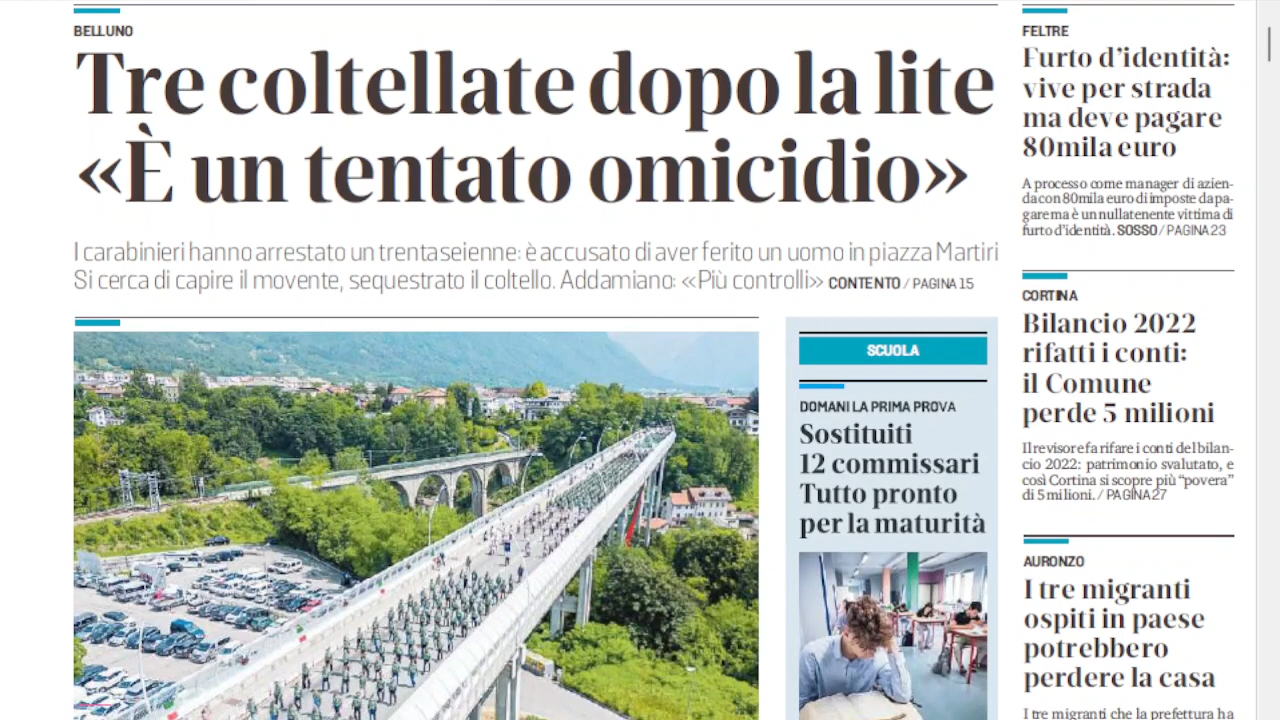 BELLUNO
Tre coltellate dopo la lite
«È un tentato omicidio»
I carabinieri hanno arrestato un trentaseienne: è accusato di aver ferito un uomo in piazza Martiri
Si cerca di capire il movente, sequestrato il coltello. Addamiano: «Più controlli» CONTENTO / PAGINA 15
SCUOLA
DOMANI LA PRIMA PROVA
Sostituiti
12 commissari
Tutto pronto
per la maturità
FELTRE
Furto d'identità:
vive per strada
ma deve pagare
80mila euro
A processo come manager di azien-
da con 80mila euro di imposte da pa-
gare ma è un nullatenente vittima di
furto d'identità. SOSSO / PAGINA 23
CORTINA
Bilancio 2022
rifatti i conti:
il Comune
perde 5 milioni
Il revisore fa rifare i conti del bilan-
cio 2022: patrimonio svalutato, e
così Cortina si scopre più “povera”
di 5 milioni. / PAGINA 27
AURONZO
I tre migranti
ospiti in paese
potrebbero
perdere la casa
I tre migranti che la prefettura ha